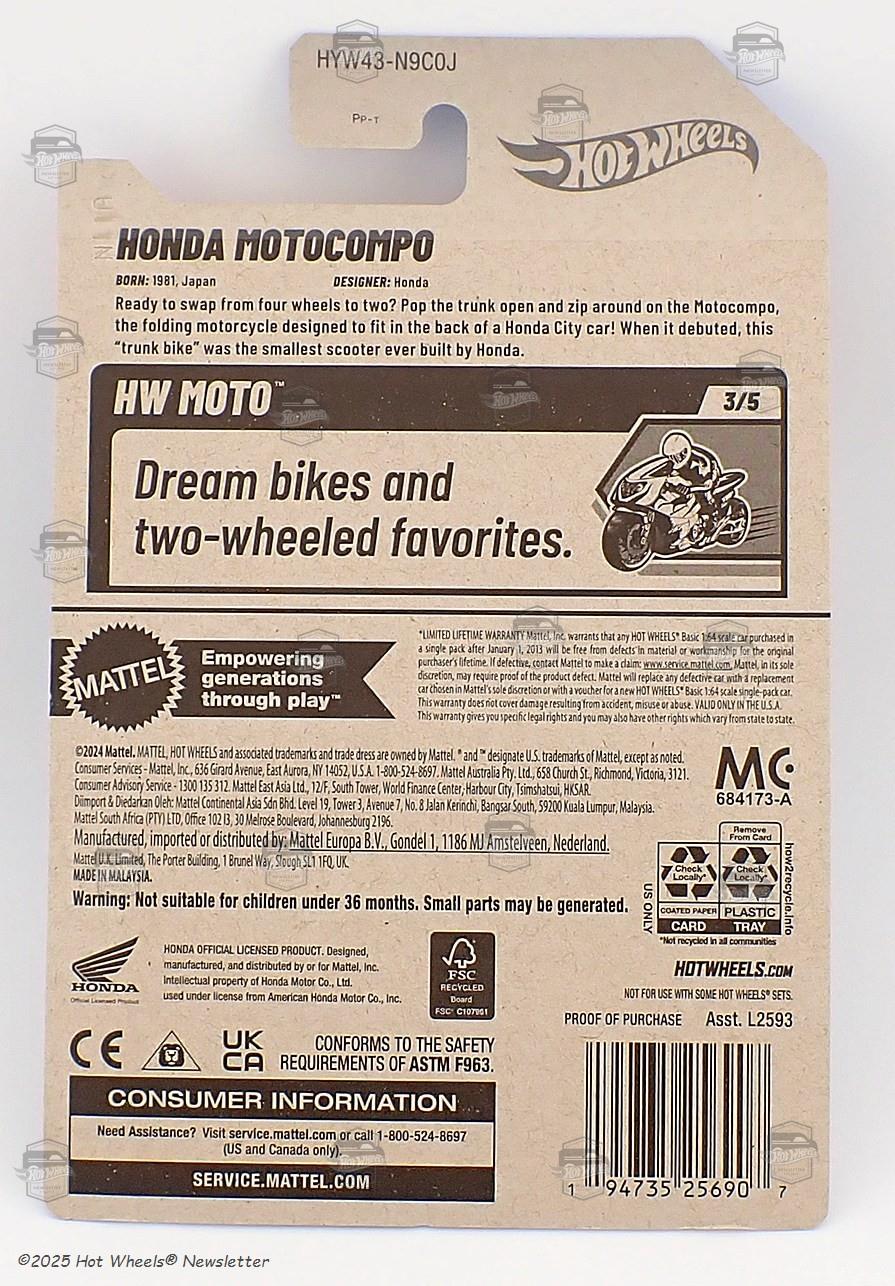 HYW43-N9C0J
PP-T
HOT WHEELS
HONDA MOTOCOMPO
BORN: 1981, Japan DESIGNER: Honda
Ready to swap from four wheels to two? Pop the trunk open and zip around on the Motocompo,
the folding motorcycle designed to fit in the back of a Honda City car! When it debuted, this
“trunk bike” was the smallest scooter ever built by Honda.
HW MOTO™ 3/5
Dream bikes and
two-wheeled favorites.
MATTEL
Empowering
generations
through play™
*LIMITED LIFETIME WARRANTY Mattel, Inc. warrants that any HOT WHEELS® Basic 1:64 scale car purchased in
a single pack after January 1, 2013 will be free from defects in material or workmanship for the original
purchaser's lifetime. If defective, contact Mattel to make a claim: www.service.mattel.com, Mattel, in its sole
discretion, may require proof of the product defect. Mattel will replace any defective car with a replacement
car chosen in Mattel's sole discretion or with a voucher for a new HOT WHEELS® Basic 1:64 scale single-pack car.
This warranty does not cover damage resulting from accident, misuse or abuse. VALID ONLY IN THE U.S.A.
This warranty gives you specific legal rights and you may also have other rights which vary from state to state.
©2024 Mattel. MATTEL, HOT WHEELS and associated trademarks and trade dress are owned by Mattel. ® and ™ designate U.S. trademarks of Mattel, except as noted.
Consumer Services - Mattel, Inc., 636 Girard Avenue, East Aurora, NY 14052, U.S.A. 1-800-524-8697. Mattel Australia Pty., Ltd., 658 Church St., Richmond, Victoria, 3121.
Consumer Advisory Service - 1300 135 312. Mattel East Asia Ltd., 12/F, South Tower, World Finance Center, Harbour City, Tsimshatsui, HKSAR.
Diimport & Diedarkan Oleh: Mattel Continental Asia Sdn Bhd. Level 19, Tower 3, Avenue 7, No. 8 Jalan Kerinchi, Bangsar South, 59200 Kuala Lumpur, Malaysia.
Mattel South Africa (PTY) LTD, Office 102 I3, 30 Melrose Boulevard, Johannesburg 2196.
Manufactured, imported or distributed by: Mattel Europa B.V., Gondel 1, 1186 MJ Amstelveen, Nederland.
Mattel U.K. Limited, The Porter Building, 1 Brunel Way, Slough SL1 1FQ, UK.
MADE IN MALAYSIA.
Warning: Not suitable for children under 36 months. Small parts may be generated.
MC
684173-A
Remove
From Card
Check
Locally*
Check
Locally*
COATED PAPER PLASTIC
CARD TRAY
US ONLY
how2recycle.info
*Not recycled in all communities
HONDA
Official Licensed Product
HONDA OFFICIAL LICENSED PRODUCT. Designed,
manufactured, and distributed by or for Mattel, Inc.
Intellectual property of Honda Motor Co., Ltd.
used under license from American Honda Motor Co., Inc.
FSC
RECYCLED
Board
FSC® C107951
HOTWHEELS.COM
NOT FOR USE WITH SOME HOT WHEELS® SETS.
PROOF OF PURCHASE Asst. L2593
CE
UK
CA
CONFORMS TO THE SAFETY
REQUIREMENTS OF ASTM F963.
CONSUMER INFORMATION
Need Assistance? Visit service.mattel.com or call 1-800-524-8697
(US and Canada only).
SERVICE.MATTEL.COM
1 94735 25690 7
©2025 Hot Wheels® Newsletter